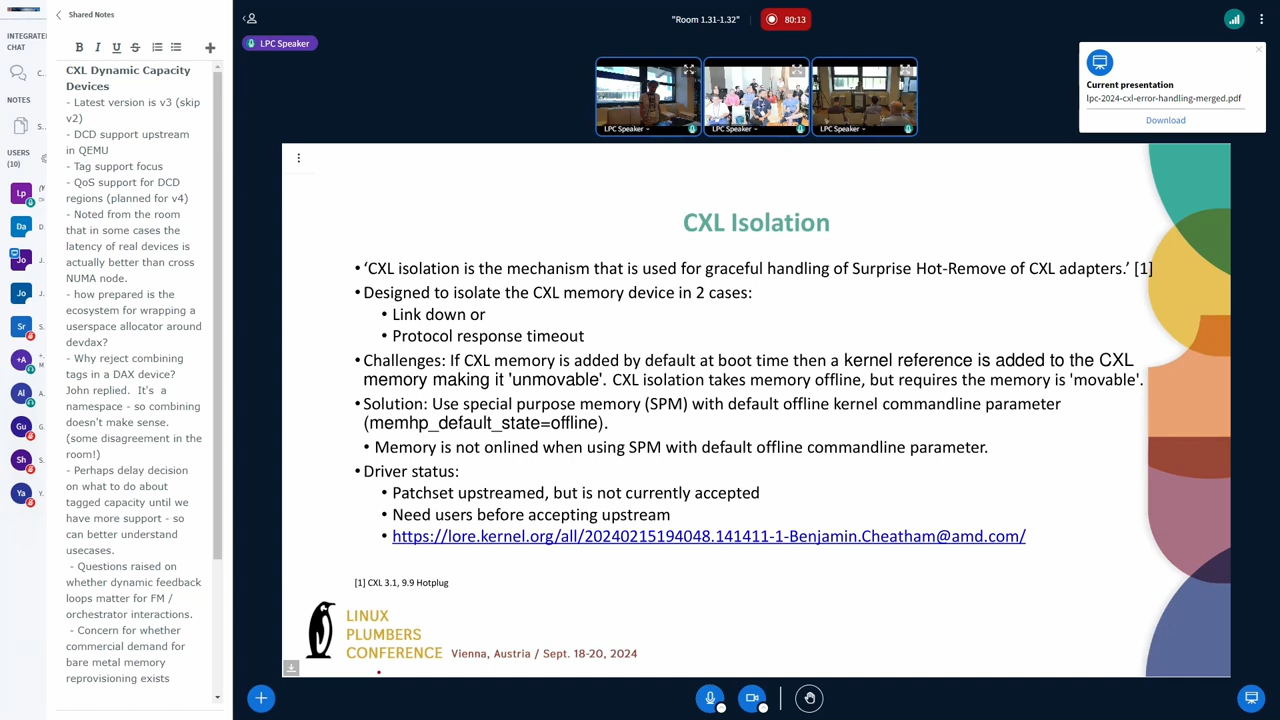 Shared Notes
INTEGRATE
CHAT
C...
NOTES
S...
USERS
(10)
B I U S
CXL Dynamic Capacity
Devices
- Latest version is v3 (skip
v2)
- DCD support upstream
in QEMU
- Tag support focus
- QoS support for DCD
regions (planned for v4)
- Noted from the room
that in some cases the
latency of real devices is
actually better than cross
NUMA node.
- how prepared is the
ecosystem for wrapping a
userspace allocator around
devdax?
- Why reject combining
tags in a DAX device?
John replied. It's a
namespace - so combining
doesn't make sense.
(some disagreement in the
room!)
- Perhaps delay decision
on what to do about
tagged capacity until we
have more support - so
can better understand
usecases.
- Questions raised on
whether dynamic feedback
loops matter for FM /
orchestrator interactions.
- Concern for whether
commercial demand for
bare metal memory
reprovisioning exists
Lp
Da D.
J.
Jo J.
Sr S.
+A
Al A.
Gu G.
Sh S.
Ya Y.
"Room 1.31-1.32"
80:13
LPC Speaker
LPC Speaker
LPC Speaker
LPC Speaker
Current presentation
lpc-2024-cxl-error-handling-merged.pdf
Download
CXL Isolation
• ‘CXL isolation is the mechanism that is used for graceful handling of Surprise Hot-Remove of CXL adapters.’ [1]
• Designed to isolate the CXL memory device in 2 cases:
• Link down or
• Protocol response timeout
• Challenges: If CXL memory is added by default at boot time then a kernel reference is added to the CXL
memory making it 'unmovable'. CXL isolation takes memory offline, but requires the memory is 'movable'.
• Solution: Use special purpose memory (SPM) with default offline kernel commandline parameter
(memhp_default_state=offline).
• Memory is not onlined when using SPM with default offline commandline parameter.
• Driver status:
• Patchset upstreamed, but is not currently accepted
• Need users before accepting upstream
• https://lore.kernel.org/all/20240215194048.141411-1-Benjamin.Cheatham@amd.com/
[1] CXL 3.1, 9.9 Hotplug
LINUX
PLUMBERS
CONFERENCE Vienna, Austria / Sept. 18-20, 2024